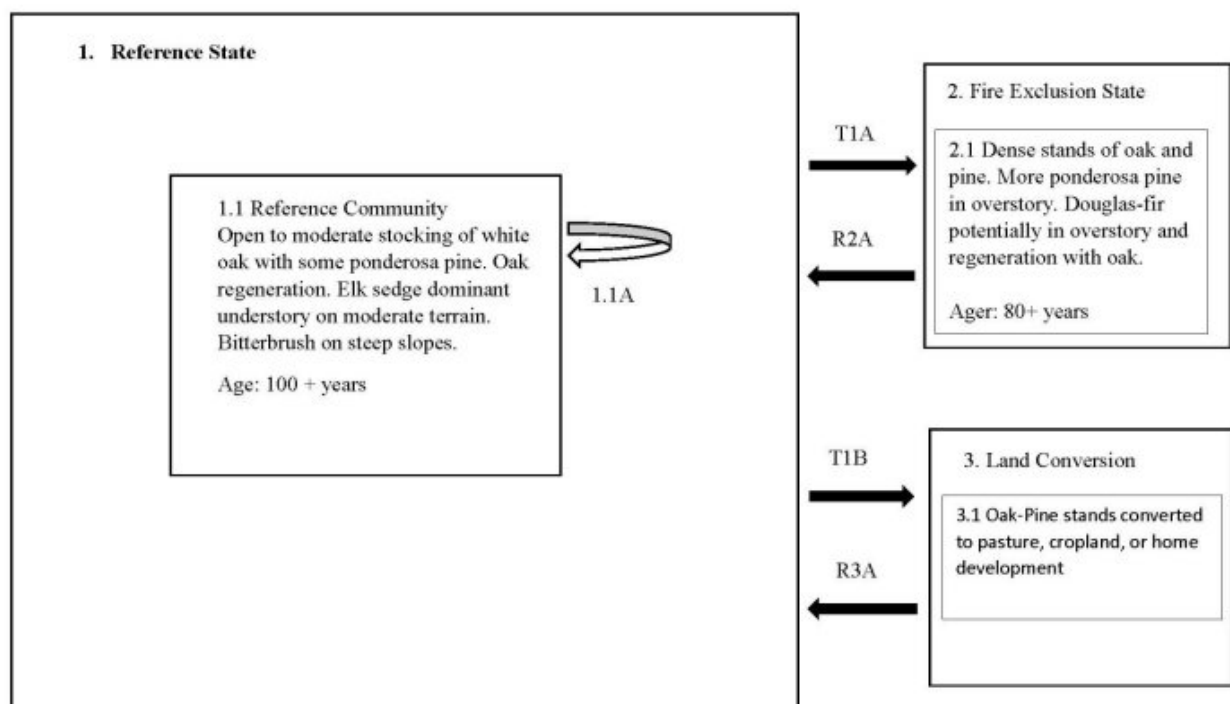 1. Reference State
1.1 Reference Community
Open to moderate stocking of white
oak with some ponderosa pine. Oak
regeneration. Elk sedge dominant
understory on moderate terrain.
Bitterbrush on steep slopes.
Age: 100 + years
1.1A
T1A
R2A
2. Fire Exclusion State
2.1 Dense stands of oak and
pine. More ponderosa pine
in overstory. Douglas-fir
potentially in overstory and
regeneration with oak.
Ager: 80+ years
T1B
R3A
3. Land Conversion
3.1 Oak-Pine stands converted
to pasture, cropland, or home
development